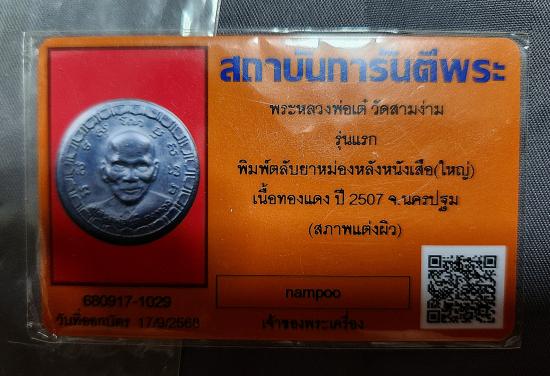 สถาบันการันตีพระ
พระหลวงพ่อเต๋ วัดสามง่าม
รุ่นแรก
พิมพ์ตลับยาหม่องหลังหนังเสือ(ใหญ่)
เนื้อทองแดง ปี 2507 จ.นครปฐม
(สภาพแต่งผิว)
nampoo
เจ้าของพระเครื่อง
680917-1029
วันที่ออกบัตร 17/9/2568